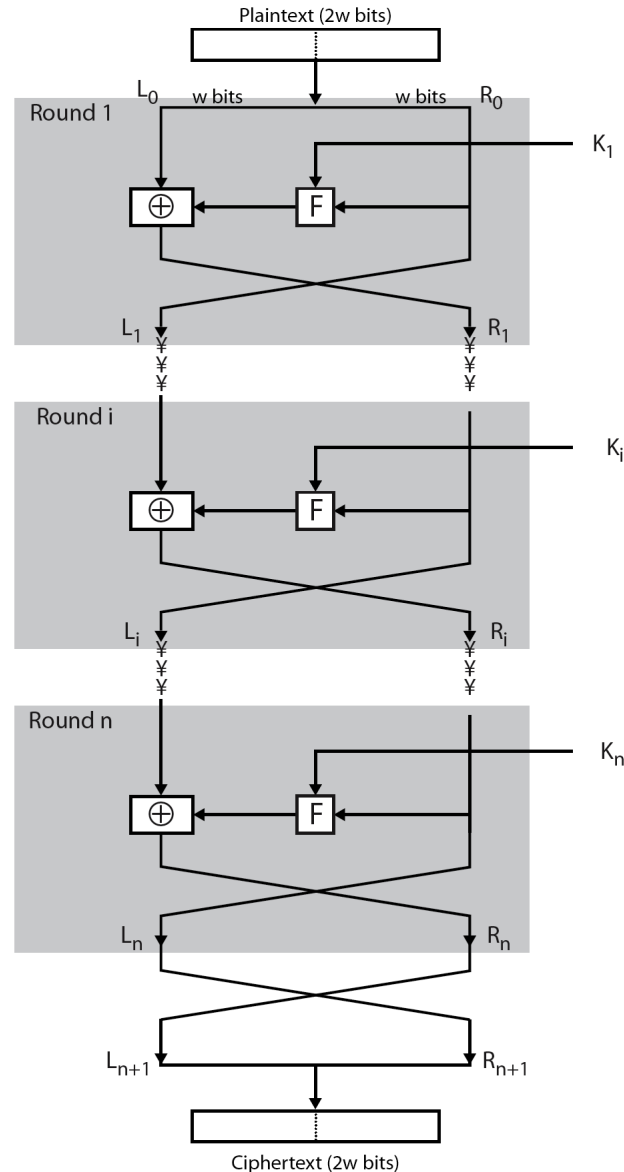 Plaintext (2w bits)
L0 w bits w bits R0
Round 1
K1
⊕ F
L1 R1
¥ ¥
¥ ¥
¥ ¥
Round i
Ki
⊕ F
Li Ri
¥ ¥
¥ ¥
¥ ¥
Round n
Kn
⊕ F
Ln Rn
Ln+1 Rn+1
Ciphertext (2w bits)